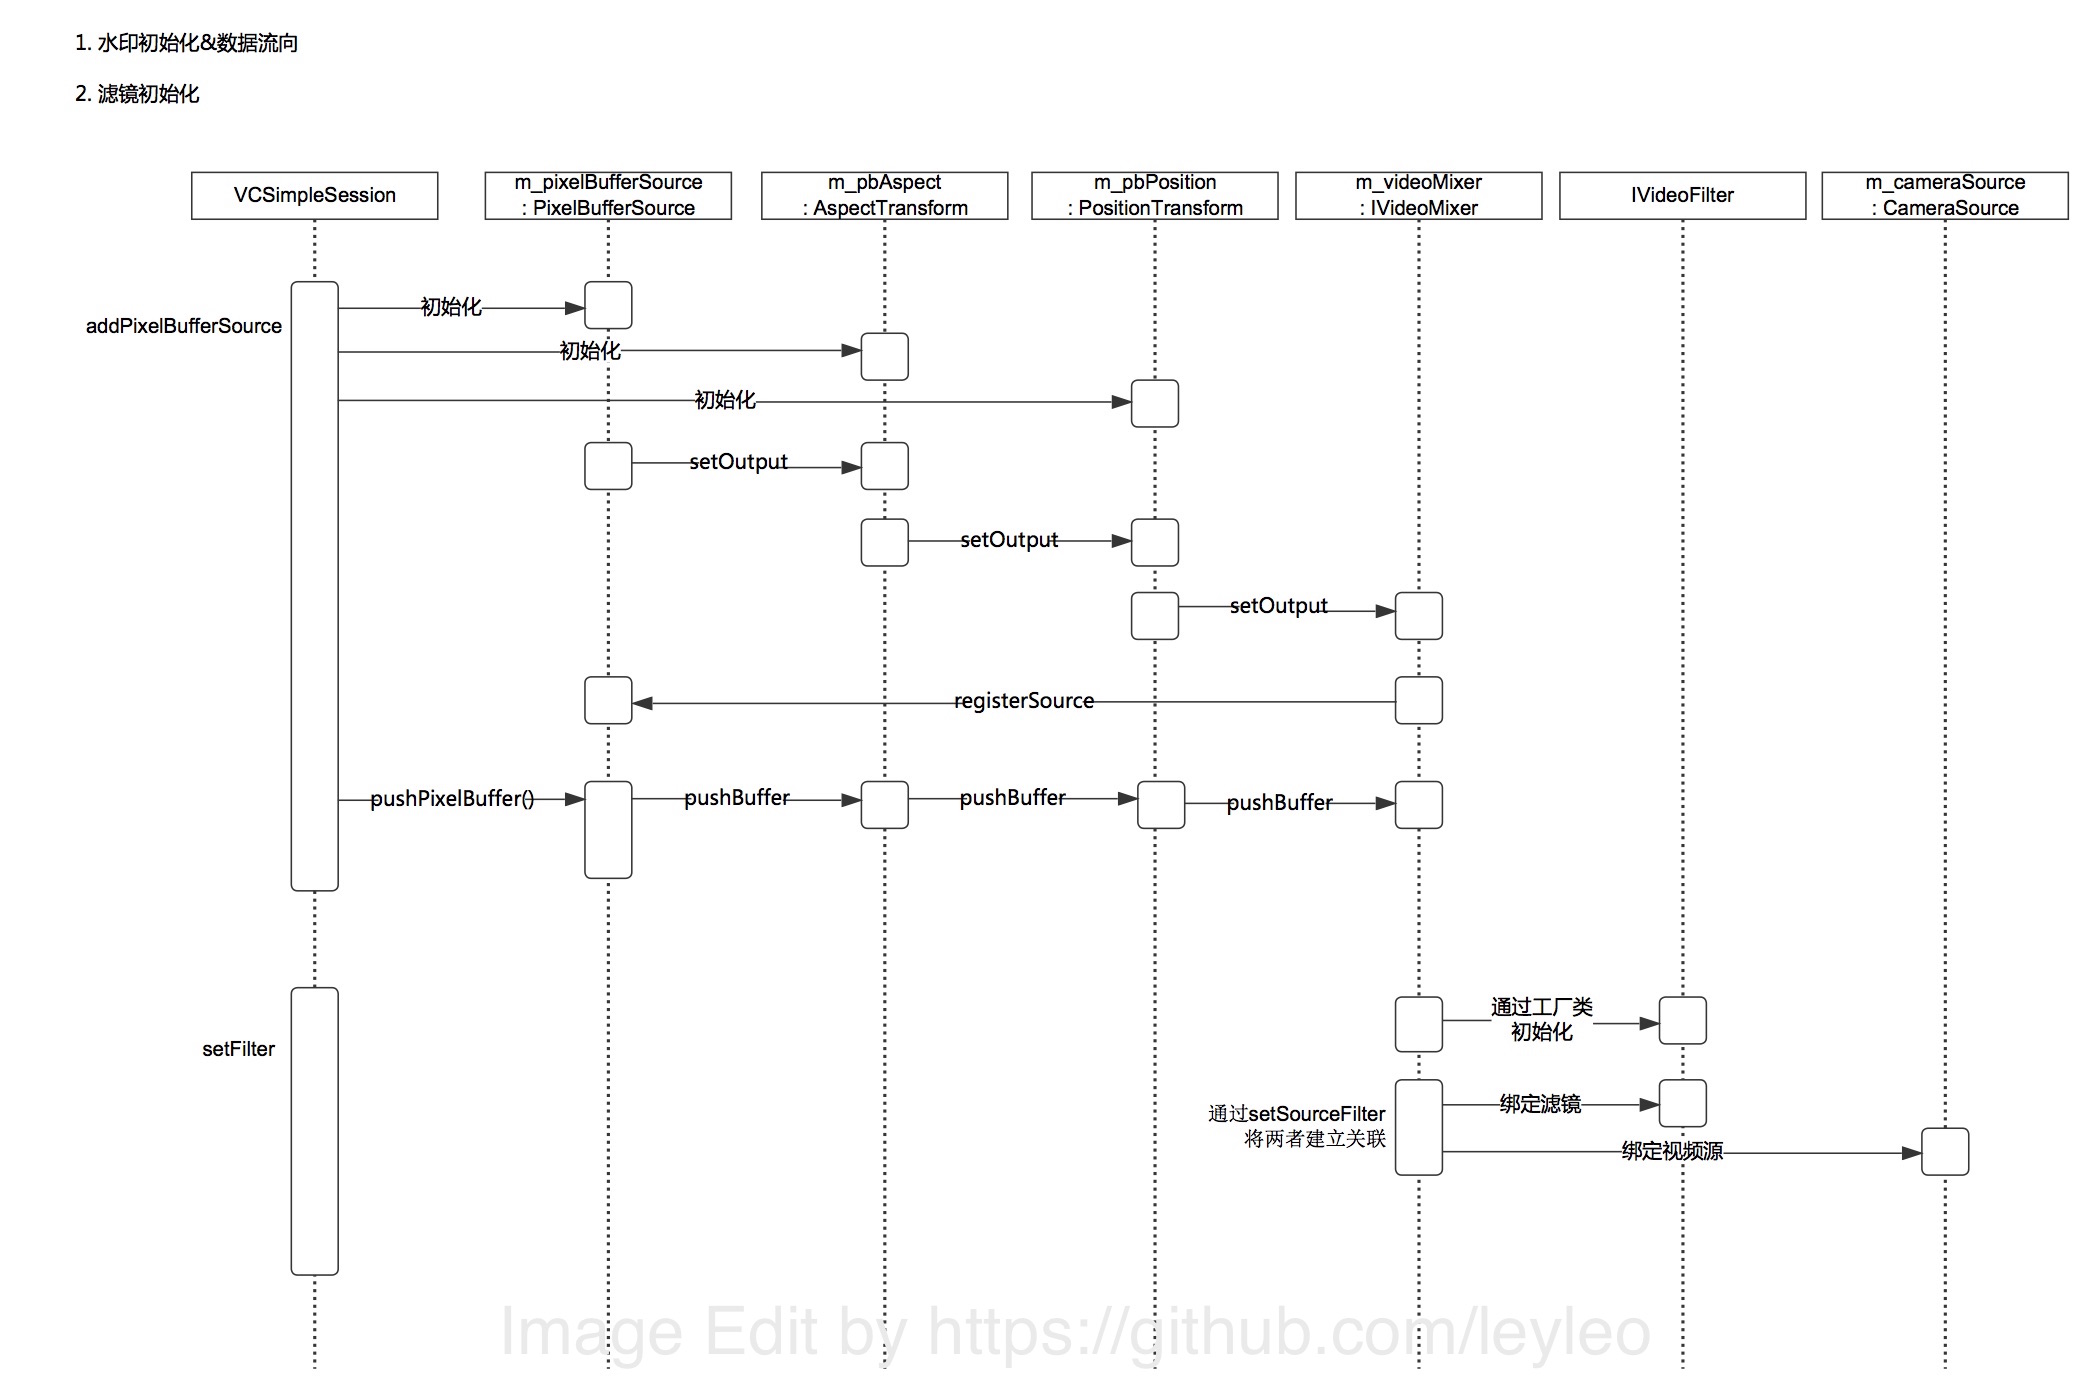 1. 水印初始化&数据流向
2. 滤镜初始化
VCSimpleSession
m_pixelBufferSource
: PixelBufferSource
m_pbAspect
: AspectTransform
m_pbPosition
: PositionTransform
m_videoMixer
: IVideoMixer
IVideoFilter
m_cameraSource
: CameraSource
addPixelBufferSource
初始化
初始化
初始化
setOutput
setOutput
setOutput
registerSource
pushPixelBuffer()
pushBuffer
pushBuffer
pushBuffer
setFilter
通过工厂类
初始化
通过setSourceFilter
将两者建立关联
绑定滤镜
绑定视频源
Image Edit by https://github.com/leyleo